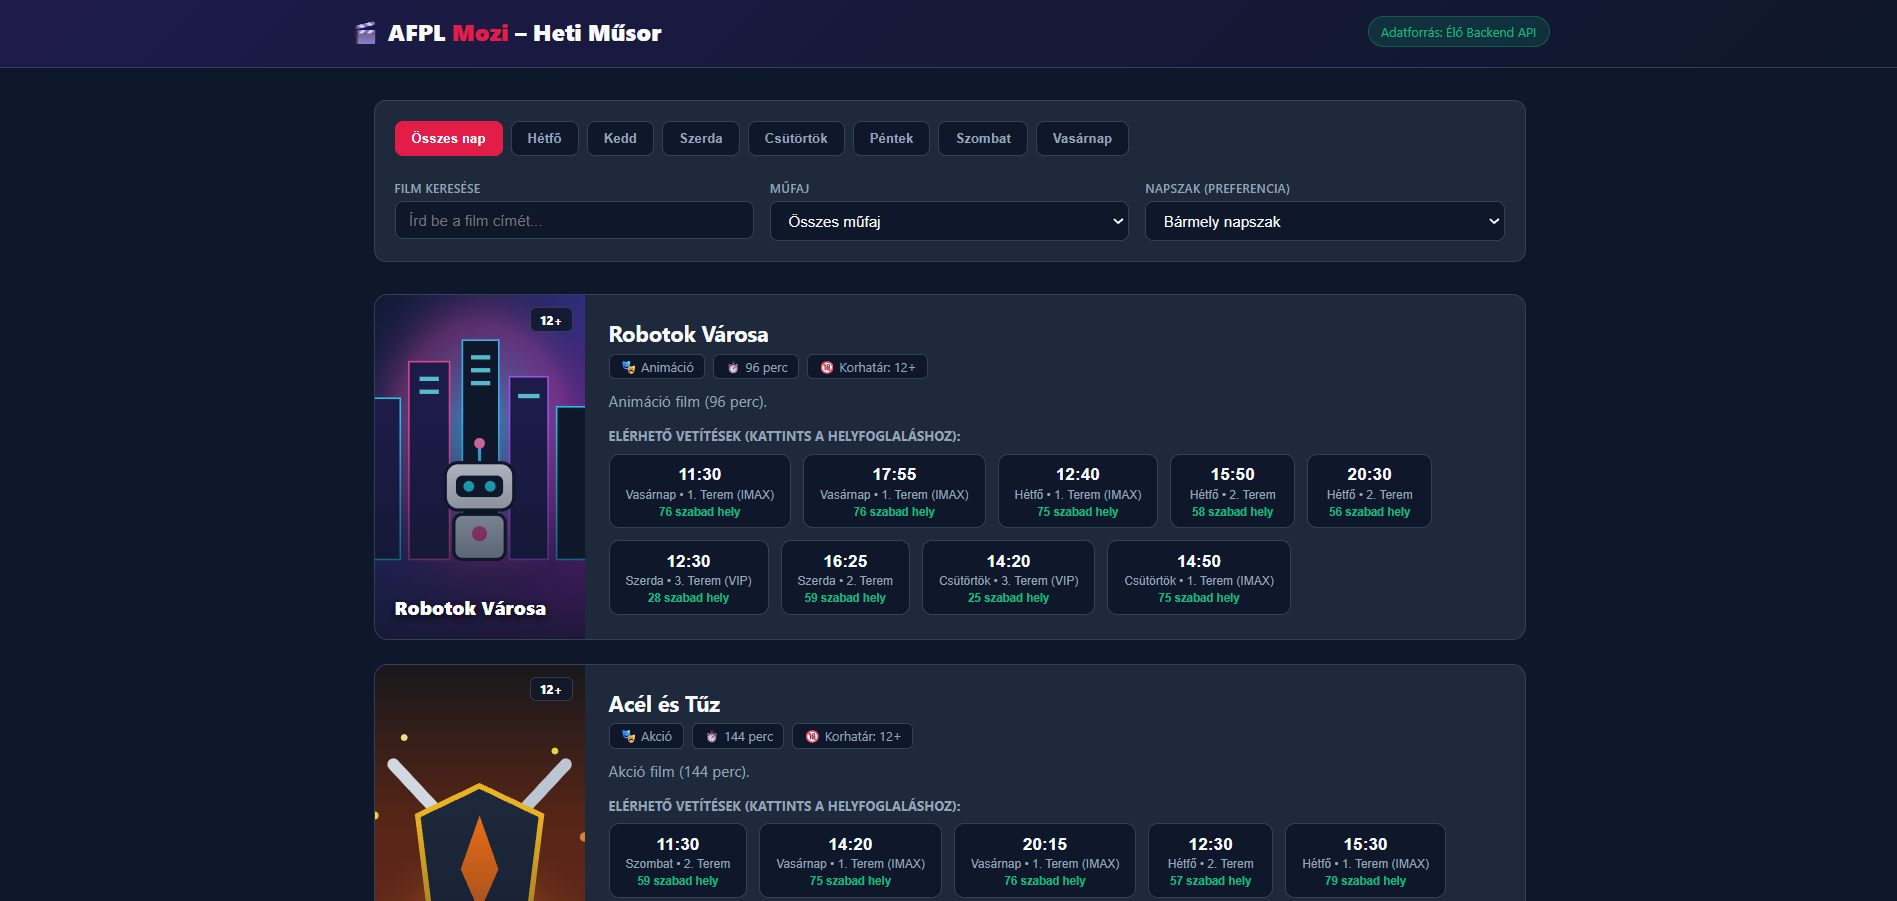 AFPL Mozi – Heti Műsor
Adatforrás: Élő Backend API
Összes nap
Hétfő
Kedd
Szerda
Csütörtök
Péntek
Szombat
Vasárnap
FILM KERESÉSE
MŰFAJ
NAPSZAK (PREFERENCIA)
Írd be a film címét...
Összes műfaj
Bármely napszak
12+
Robotok Városa
Robotok Városa
Animáció
96 perc
Korhatár: 12+
Animáció film (96 perc).
ELÉRHETŐ VETÍTÉSEK (KATTINTS A HELYFOGLALÁSHOZ):
11:30
Vasárnap • 1. Terem (IMAX)
76 szabad hely
17:55
Vasárnap • 1. Terem (IMAX)
76 szabad hely
12:40
Hétfő • 1. Terem (IMAX)
75 szabad hely
15:50
Hétfő • 2. Terem
58 szabad hely
20:30
Hétfő • 2. Terem
56 szabad hely
12:30
Szerda • 3. Terem (VIP)
28 szabad hely
16:25
Szerda • 2. Terem
59 szabad hely
14:20
Csütörtök • 3. Terem (VIP)
25 szabad hely
14:50
Csütörtök • 1. Terem (IMAX)
75 szabad hely
12+
Acél és Tűz
Akció
144 perc
Korhatár: 12+
Akció film (144 perc).
ELÉRHETŐ VETÍTÉSEK (KATTINTS A HELYFOGLALÁSHOZ):
11:30
Szombat • 2. Terem
59 szabad hely
14:20
Vasárnap • 1. Terem (IMAX)
75 szabad hely
20:15
Vasárnap • 1. Terem (IMAX)
76 szabad hely
12:30
Hétfő • 2. Terem
57 szabad hely
15:30
Hétfő • 1. Terem (IMAX)
79 szabad hely